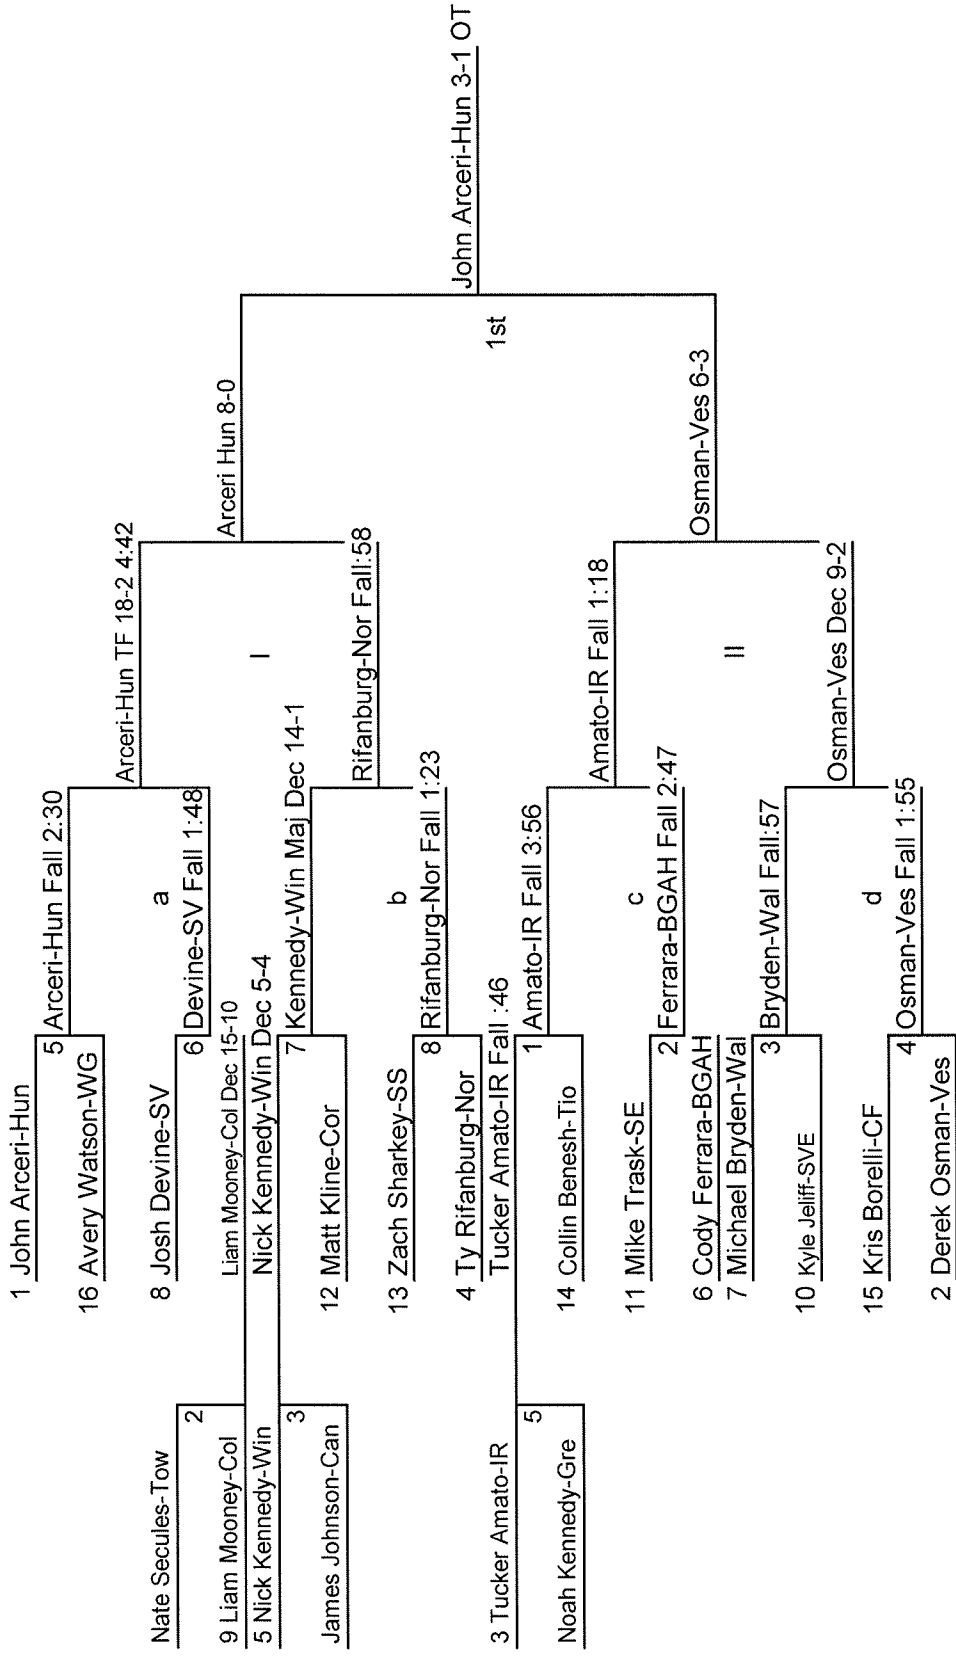 Nate Secules-Tow
2
9 Liam Mooney-Col
5 Nick Kennedy-Win
3
James Johnson-Can
3 Tucker Amato-IR
5
Noah Kennedy-Gre
1 John Arceri-Hun
5
16 Avery Watson-WG
8 Josh Devine-SV
6
Liam Mooney-Col Dec 15-10
Nick Kennedy-Win Dec 5-4
7
12 Matt Kline-Cor
13 Zach Sharkey-SS
8
4 Ty Rifanburg-Nor
Tucker Amato-IR Fall :46
1
14 Collin Benesh-Tio
11 Mike Trask-SE
2
6 Cody Ferrara-BGAH
7 Michael Bryden-Wal
3
10 Kyle Jeliff-SVE
15 Kris Borelli-CF
4
2 Derek Osman-Ves
Arceri-Hun Fall 2:30
a
Devine-SV Fall 1:48
Kennedy-Win Maj Dec 14-1
b
Rifanburg-Nor Fall 1:23
Amato-IR Fall 3:56
c
Ferrara-BGAH Fall 2:47
Bryden-Wal Fall:57
d
Osman-Ves Fall 1:55
Arceri-Hun TF 18-2 4:42
I
Rifanburg-Nor Fall:58
Amato-IR Fall 1:18
II
Osman-Ves Dec 9-2
Arceri Hun 8-0
1st
Osman-Ves 6-3
John Arceri-Hun 3-1 OT